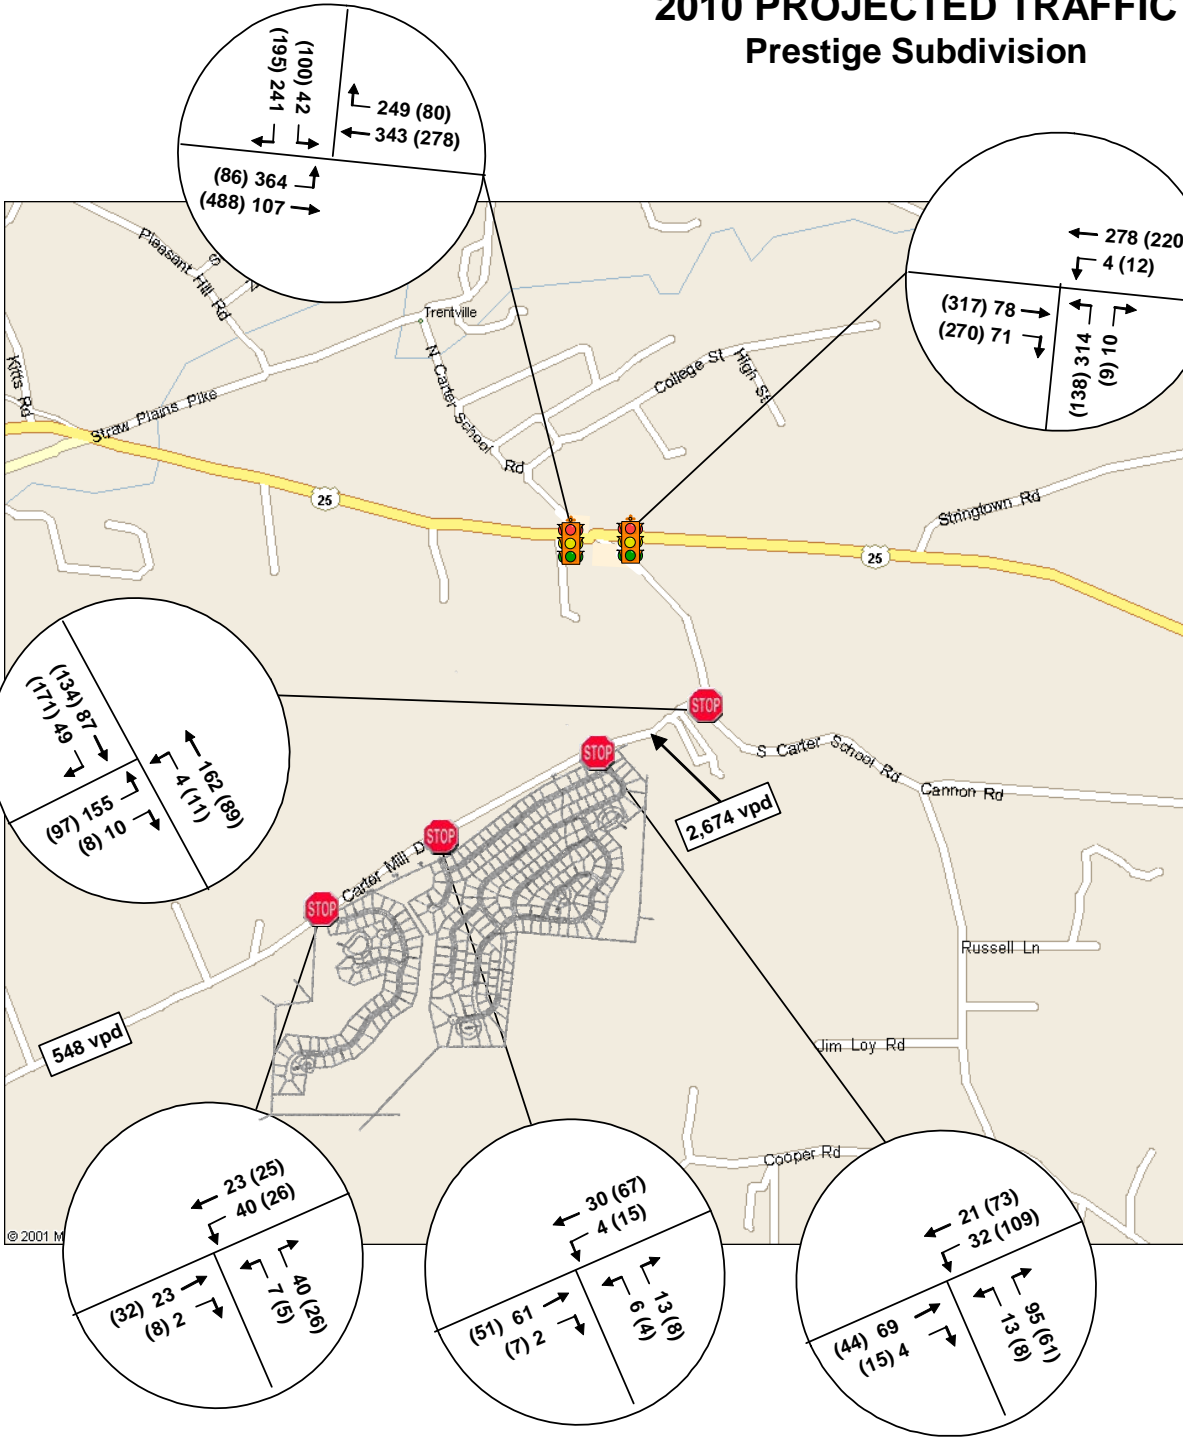 2010 PROJECTED TRAFFIC
Prestige Subdivision
(195) 241
(100) 42
249 (80)
343 (278)
(86) 364
(488) 107
278 (220
4 (12)
(317) 78
(270) 71
(138) 314
(9) 10
Pleasant Hill Rd
S
N
Trentville
Kitts Rd
Straw Plains Pike
N Carter School Rd
College St
High St
25
Stringtown Rd
25
(134) 87
(171) 49
162 (89)
4 (11)
(97) 155
(8) 10
STOP
STOP
STOP
STOP
S Carter School Rd
Cannon Rd
2,674 vpd
Carter Mill D
Russell Ln
548 vpd
Jim Loy Rd
Cooper Rd
© 2001 M
23 (25)
40 (26)
(32) 23
(8) 2
40 (26)
7 (5)
30 (67)
4 (15)
(51) 61
(7) 2
13 (8)
6 (4)
21 (73)
32 (109)
(44) 69
(15) 4
95 (61)
13 (8)